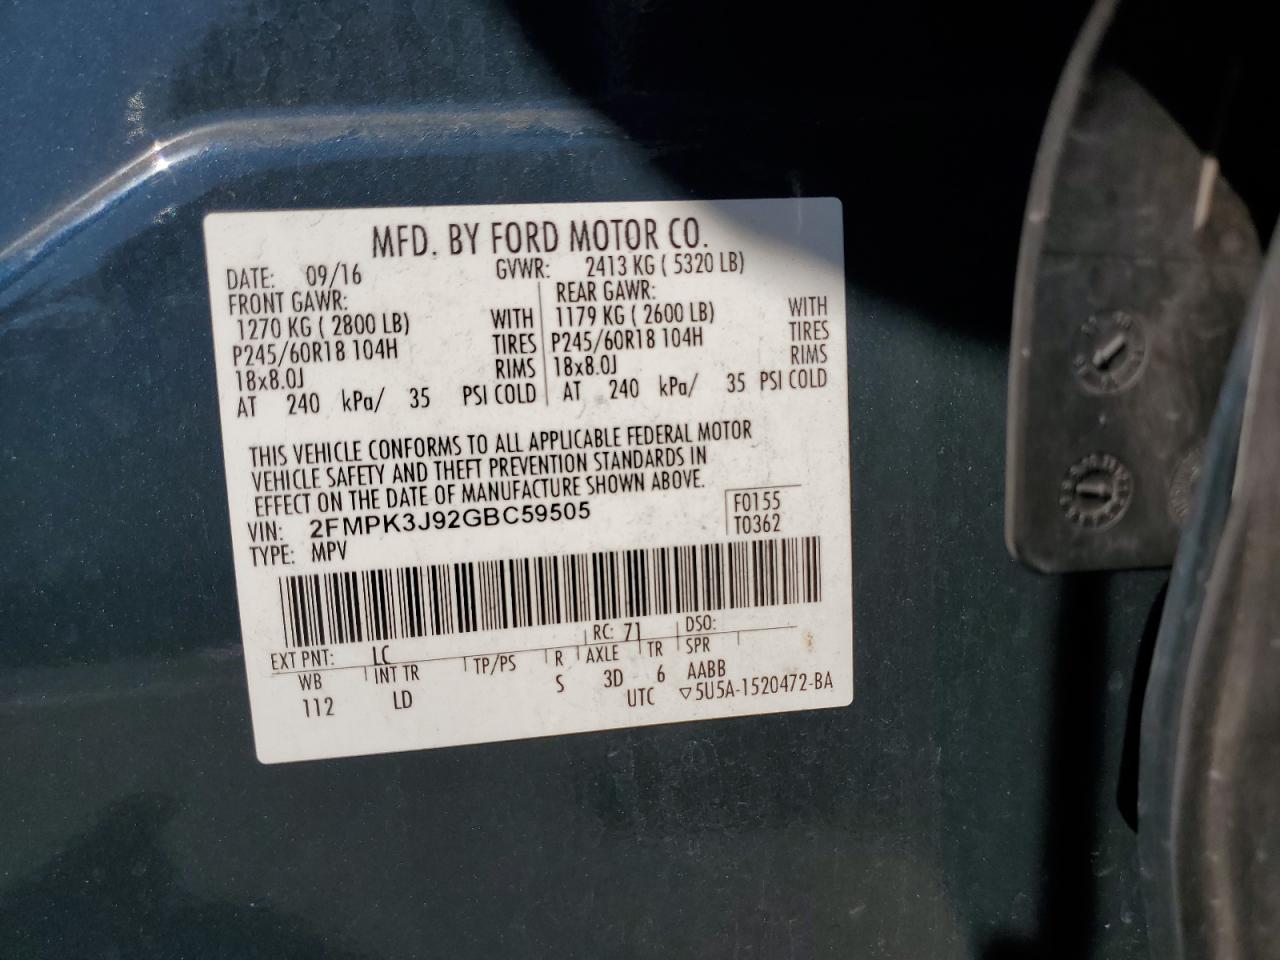 MFD. BY FORD MOTOR CO.
DATE: 09/16 GVWR: 2413 KG ( 5320 LB)
FRONT GAWR: REAR GAWR:
1270 KG ( 2800 LB) WITH 1179 KG ( 2600 LB) WITH
P245/60R18 104H TIRES P245/60R18 104H TIRES
18x8.0J RIMS 18x8.0J RIMS
AT 240 kPa/ 35 PSI COLD AT 240 kPa/ 35 PSI COLD
THIS VEHICLE CONFORMS TO ALL APPLICABLE FEDERAL MOTOR
VEHICLE SAFETY AND THEFT PREVENTION STANDARDS IN
EFFECT ON THE DATE OF MANUFACTURE SHOWN ABOVE.
VIN: 2FMPK3J92GBC59505 F0155
TYPE: MPV T0362
EXT PNT: LC RC: 71 DSO:
WB INT TR TP/PS R AXLE TR SPR
112 LD S 3D 6 AABB
UTC ▽5U5A-1520472-BA